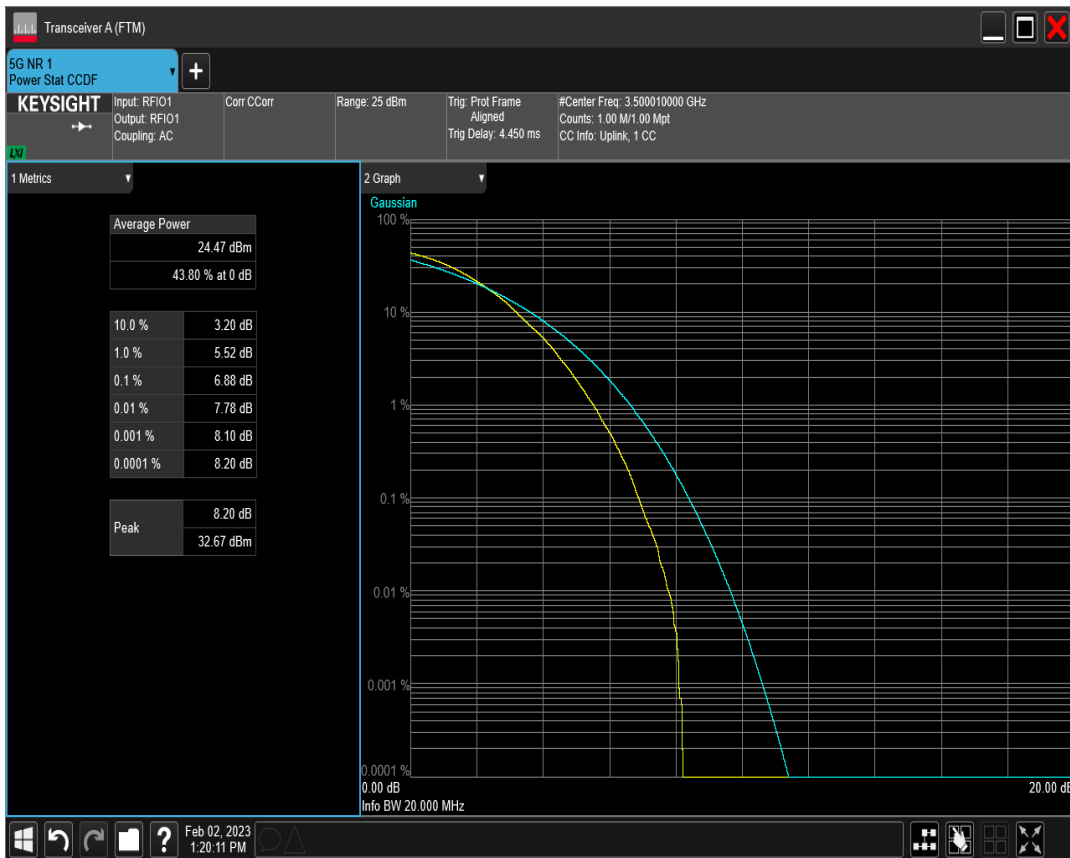 Transceiver A (FTM)
5G NR 1
Power Stat CCDF
KEYSIGHT
LXI
Input: RFIO1
Output: RFIO1
Coupling: AC
Corr CCorr
Range: 25 dBm
Trig: Prot Frame
Aligned
Trig Delay: 4.450 ms
#Center Freq: 3.500010000 GHz
Counts: 1.00 M/1.00 Mpt
CC Info: Uplink, 1 CC
1 Metrics
Average Power
24.47 dBm
43.80 % at 0 dB
10.0 % 3.20 dB
1.0 % 5.52 dB
0.1 % 6.88 dB
0.01 % 7.78 dB
0.001 % 8.10 dB
0.0001 % 8.20 dB
Peak
8.20 dB
32.67 dBm
2 Graph
Gaussian
100 %
10 %
1 %
0.1 %
0.01 %
0.001 %
0.0001 %
0.00 dB
20.00 dB
Info BW 20.000 MHz
?
Feb 02, 2023
1:20:11 PM